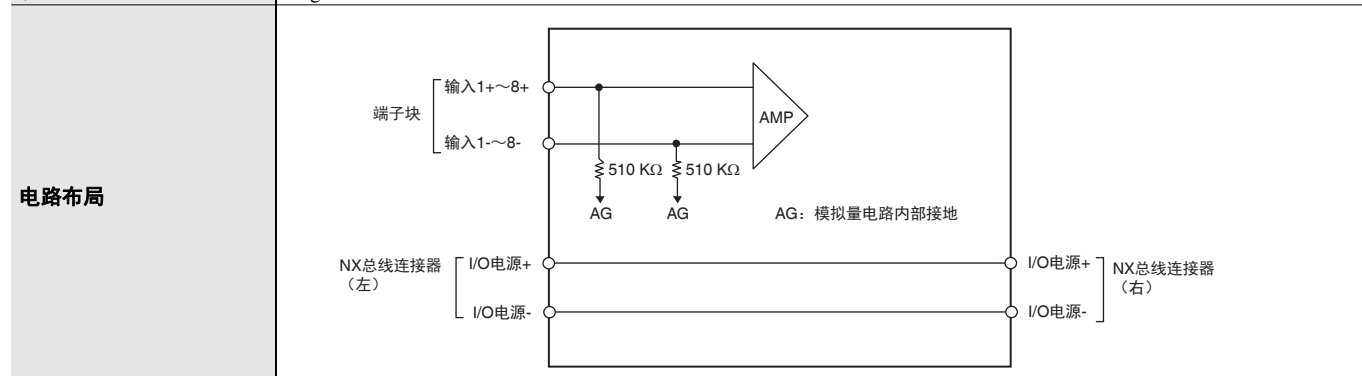 电路布局
端子块
输入1+～8+
输入1-～8-
AMP
510 KΩ
510 KΩ
AG
AG
AG：模拟量电路内部接地
NX总线连接器
（左）
I/O电源+
I/O电源-
I/O电源+
I/O电源-
NX总线连接器
（右）